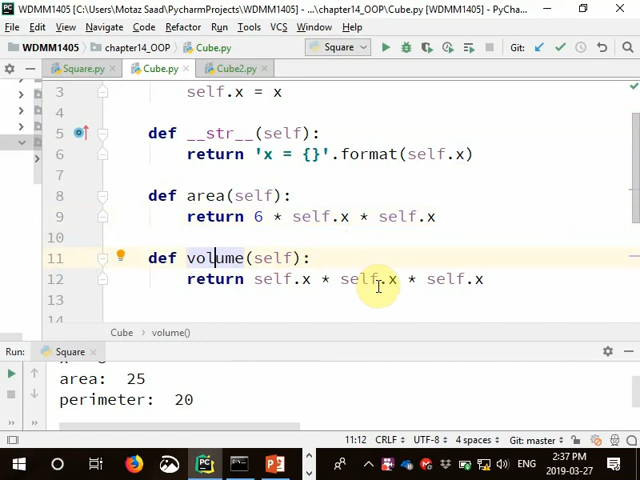 WDMM1405 [C:\Users\Motaz Saad\PycharmProjects\WDMM1405] - ...\chapter14_OOP\Cube.py - PyCh...
File Edit View Navigate Code Refactor Run Tools VCS Window Help
WDMM1405 chapter14_OOP Cube.py Square Git:
Square.py Cube.py Cube2.py
3 self.x = x
4
5 def __str__(self):
6 return 'x = {}'.format(self.x)
7
8 def area(self):
9 return 6 * self.x * self.x
10
11 def volume(self):
12 return self.x * self.x * self.x
13
Cube volume()
Run: Square
area: 25
perimeter: 20
11:12 CRLF UTF-8 4 spaces Git: master
ENG 2:37 PM
2019-03-27